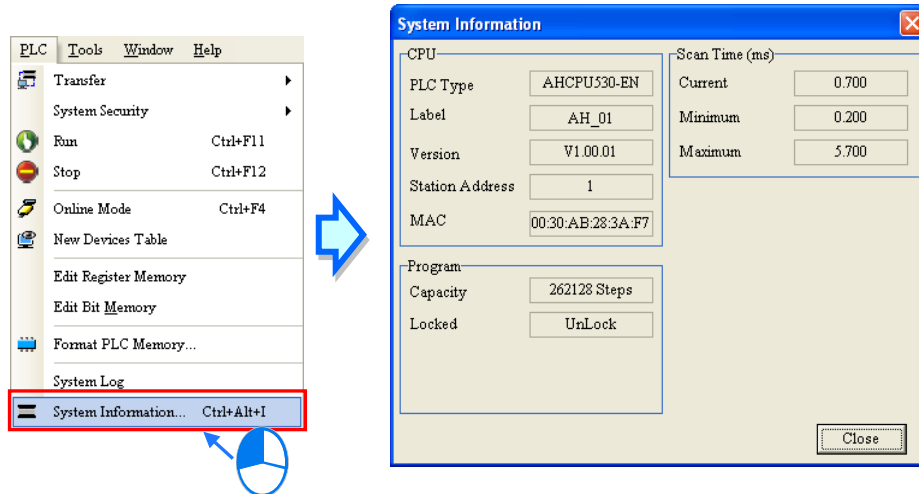 PLC Tools Window Help
Transfer
System Security
Run Ctrl+F11
Stop Ctrl+F12
Online Mode Ctrl+F4
New Devices Table
Edit Register Memory
Edit Bit Memory
Format PLC Memory...
System Log
System Information... Ctrl+Alt+I
System Information
CPU
PLC Type AHCPU530-EN
Label AH_01
Version V1.00.01
Station Address 1
MAC 00:30:AB:28:3A:F7
Scan Time (ms)
Current 0.700
Minimum 0.200
Maximum 5.700
Program
Capacity 262128 Steps
Locked UnLock
Close